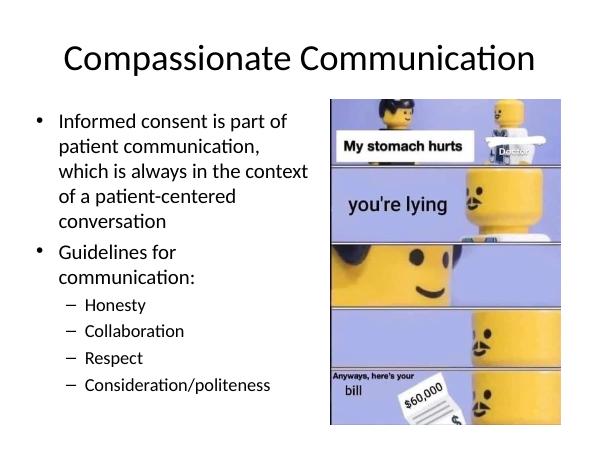 Compassionate Communication
• Informed consent is part of
patient communication,
which is always in the context
of a patient-centered
conversation
• Guidelines for
communication:
– Honesty
– Collaboration
– Respect
– Consideration/politeness
My stomach hurts
Doctor
you're lying
Anyways, here's your
bill
$60,000
$